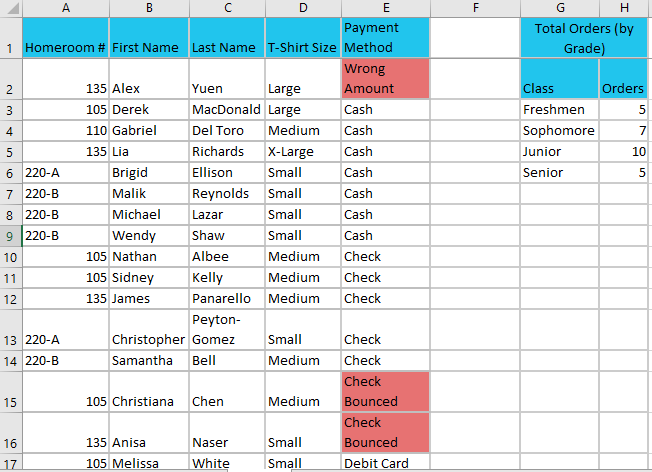 A B C D E F G H
1 Homeroom # First Name Last Name T-Shirt Size Payment Method Total Orders (by Grade)
2 135 Alex Yuen Large Wrong Amount Class Orders
3 105 Derek MacDonald Large Cash Freshmen 5
4 110 Gabriel Del Toro Medium Cash Sophomore 7
5 135 Lia Richards X-Large Cash Junior 10
6 220-A Brigid Ellison Small Cash Senior 5
7 220-B Malik Reynolds Small Cash
8 220-B Michael Lazar Small Cash
9 220-B Wendy Shaw Small Cash
10 105 Nathan Albee Medium Check
11 105 Sidney Kelly Medium Check
12 135 James Panarello Medium Check
13 220-A Christopher Peyton-Gomez Small Check
14 220-B Samantha Bell Medium Check
15 105 Christiana Chen Medium Check Bounced
16 135 Anisa Naser Small Check Bounced
17 105 Melissa White Small Debit Card